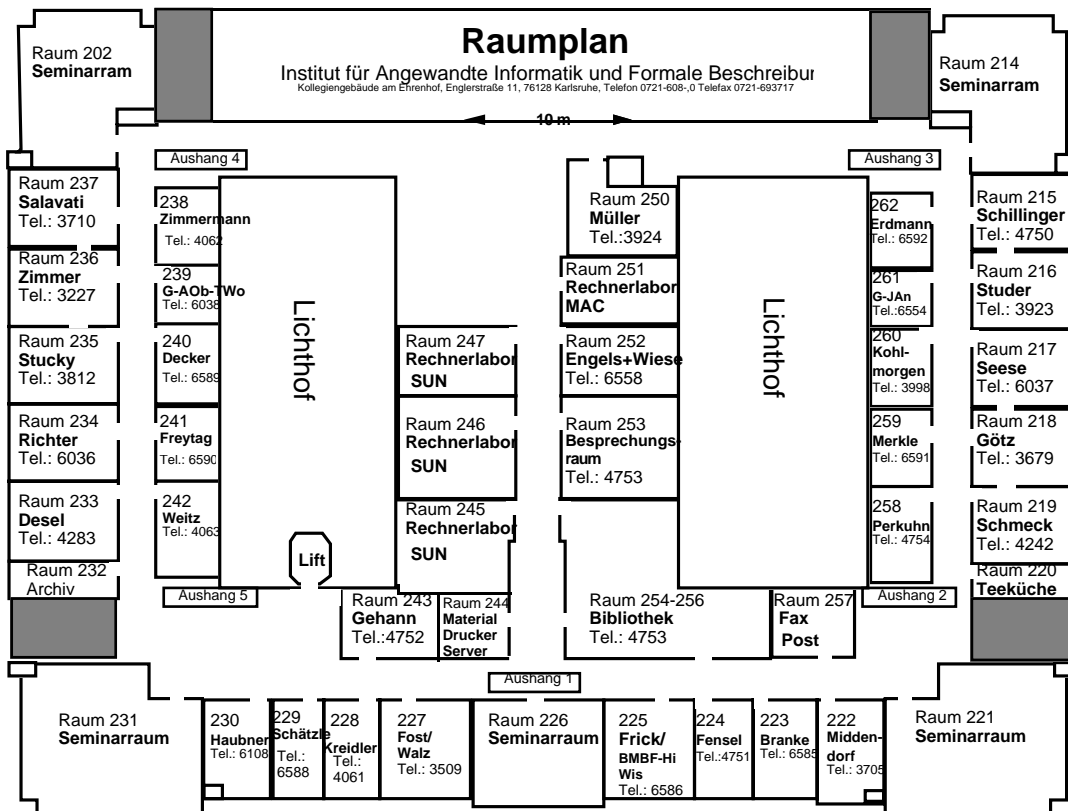 Raumplan
Institut für Angewandte Informatik und Formale Beschreibur
Kollegiengebäude am Ehrenhof, Englerstraße 11, 76128 Karlsruhe, Telefon 0721-608-,0 Telefax 0721-693717
10 m
Raum 202
Seminarram
Raum 214
Seminarram
Aushang 4
Aushang 3
Raum 237
Salavati
Tel.: 3710
238
Zimmermann
Tel.: 4062
Raum 236
Zimmer
Tel.: 3227
239
G-AOb-TWo
Tel.: 6038
Raum 235
Stucky
Tel.: 3812
240
Decker
Tel.: 6589
Raum 234
Richter
Tel.: 6036
241
Freytag
Tel.: 6590
Raum 233
Desel
Tel.: 4283
242
Weitz
Tel.: 4063
Raum 232
Archiv
Aushang 5
Lichthof
Lift
Raum 247
Rechnerlabor
SUN
Raum 246
Rechnerlabor
SUN
Raum 245
Rechnerlabor
SUN
Raum 243
Gehann
Tel.:4752
Raum 244
Material
Drucker
Server
Raum 250
Müller
Tel.:3924
Raum 251
Rechnerlabor
MAC
Raum 252
Engels+Wiese
Tel.: 6558
Raum 253
Besprechungs-
raum
Tel.: 4753
Raum 254-256
Bibliothek
Tel.: 4753
Raum 257
Fax
Post
Lichthof
262
Erdmann
Tel.: 6592
261
G-JAn
Tel.:6554
260
Kohl-
morgen
Tel.: 3998
259
Merkle
Tel.: 6591
258
Perkuhn
Tel.: 4754
Aushang 2
Raum 215
Schillinger
Tel.: 4750
Raum 216
Studer
Tel.: 3923
Raum 217
Seese
Tel.: 6037
Raum 218
Götz
Tel.: 3679
Raum 219
Schmeck
Tel.: 4242
Raum 220
Teeküche
Aushang 1
Raum 231
Seminarraum
230
Haubner
Tel.: 6108
229
Schätzle
Tel.:
6588
228
Kreidler
Tel.:
4061
227
Fost/
Walz
Tel.: 3509
Raum 226
Seminarraum
225
Frick/
BMBF-Hi
Wis
Tel.: 6586
224
Fensel
Tel.:4751
223
Branke
Tel.: 6585
222
Midden-
dorf
Tel.: 3705
Raum 221
Seminarraum